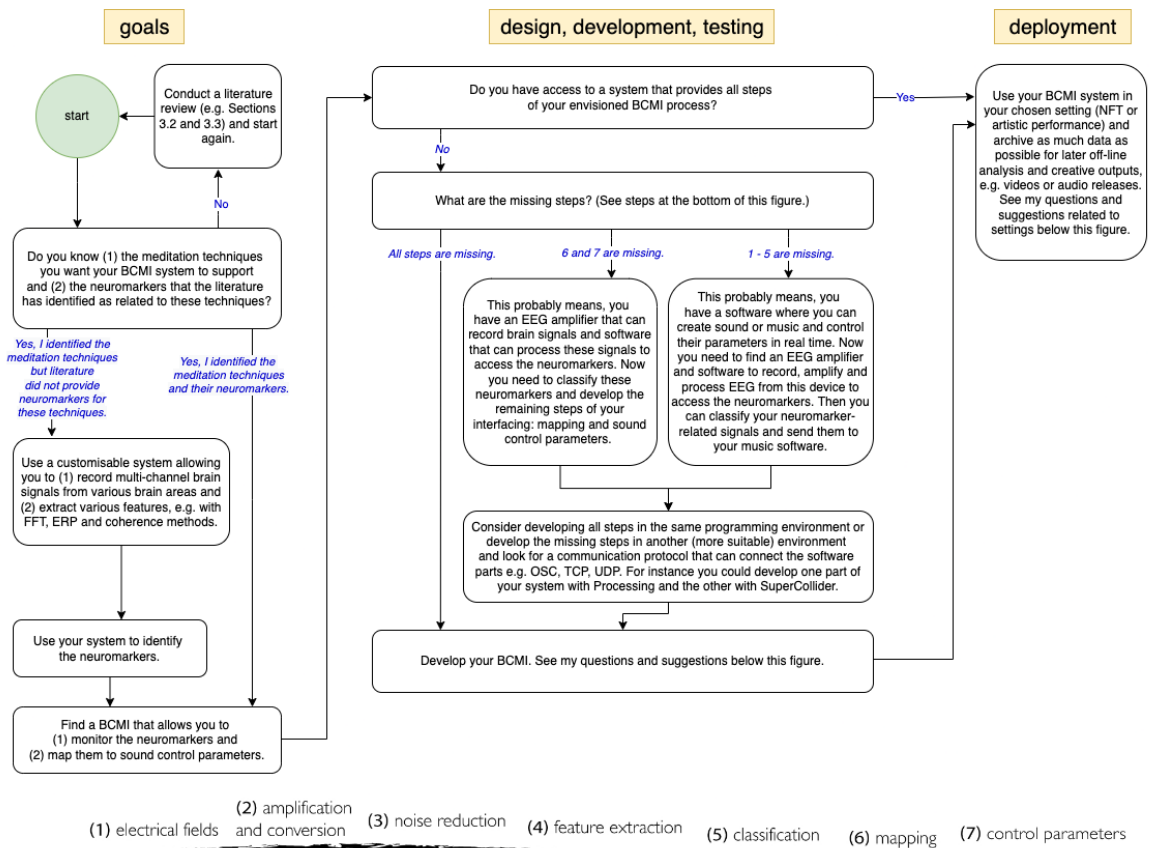 goals
design, development, testing
deployment
start
Conduct a literature
review (e.g. Sections
3.2 and 3.3) and start
again.
No
Do you know (1) the meditation techniques
you want your BCMI system to support
and (2) the neuromarkers that the literature
has identified as related to these techniques?
Yes, I identified the
meditation techniques
but literature
did not provide
neuromarkers for
these techniques.
Yes, I identified the
meditation techniques
and their neuromarkers.
Use a customisable system allowing
you to (1) record multi-channel brain
signals from various brain areas and
(2) extract various features, e.g. with
FFT, ERP and coherence methods.
Use your system to identify
the neuromarkers.
Find a BCMI that allows you to
(1) monitor the neuromarkers and
(2) map them to sound control parameters.
Do you have access to a system that provides all steps
of your envisioned BCMI process?
Yes
No
What are the missing steps? (See steps at the bottom of this figure.)
All steps are missing.
6 and 7 are missing.
1 - 5 are missing.
This probably means, you
have an EEG amplifier that can
record brain signals and software
that can process these signals to
access the neuromarkers. Now
you need to classify these
neuromarkers and develop the
remaining steps of your
interfacing: mapping and sound
control parameters.
This probably means, you
have a software where you can
create sound or music and control
their parameters in real time. Now
you need to find an EEG amplifier
and software to record, amplify and
process EEG from this device to
access the neuromarkers. Then you
can classify your neuromarker-
related signals and send them to
your music software.
Consider developing all steps in the same programming environment or
develop the missing steps in another (more suitable) environment
and look for a communication protocol that can connect the software
parts e.g. OSC, TCP, UDP. For instance you could develop one part of
your system with Processing and the other with SuperCollider.
Develop your BCMI. See my questions and suggestions below this figure.
Use your BCMI system in
your chosen setting (NFT or
artistic performance) and
archive as much data as
possible for later off-line
analysis and creative outputs,
e.g. videos or audio releases.
See my questions and
suggestions related to
settings below this figure.
(1) electrical fields
(2) amplification
and conversion
(3) noise reduction
(4) feature extraction
(5) classification
(6) mapping
(7) control parameters